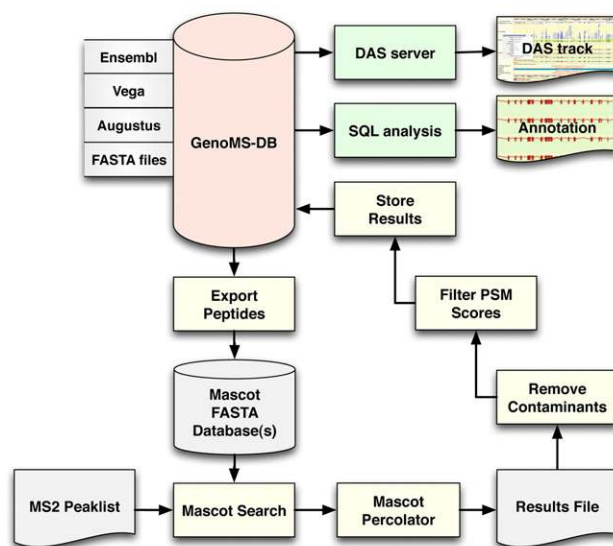 Ensembl
Vega
Augustus
FASTA files
GenoMS-DB
DAS server
DAS track
SQL analysis
Annotation
Store
Results
Export
Peptides
Filter PSM
Scores
Mascot
FASTA
Database(s)
Remove
Contaminants
MS2 Peaklist
Mascot Search
Mascot
Percolator
Results File